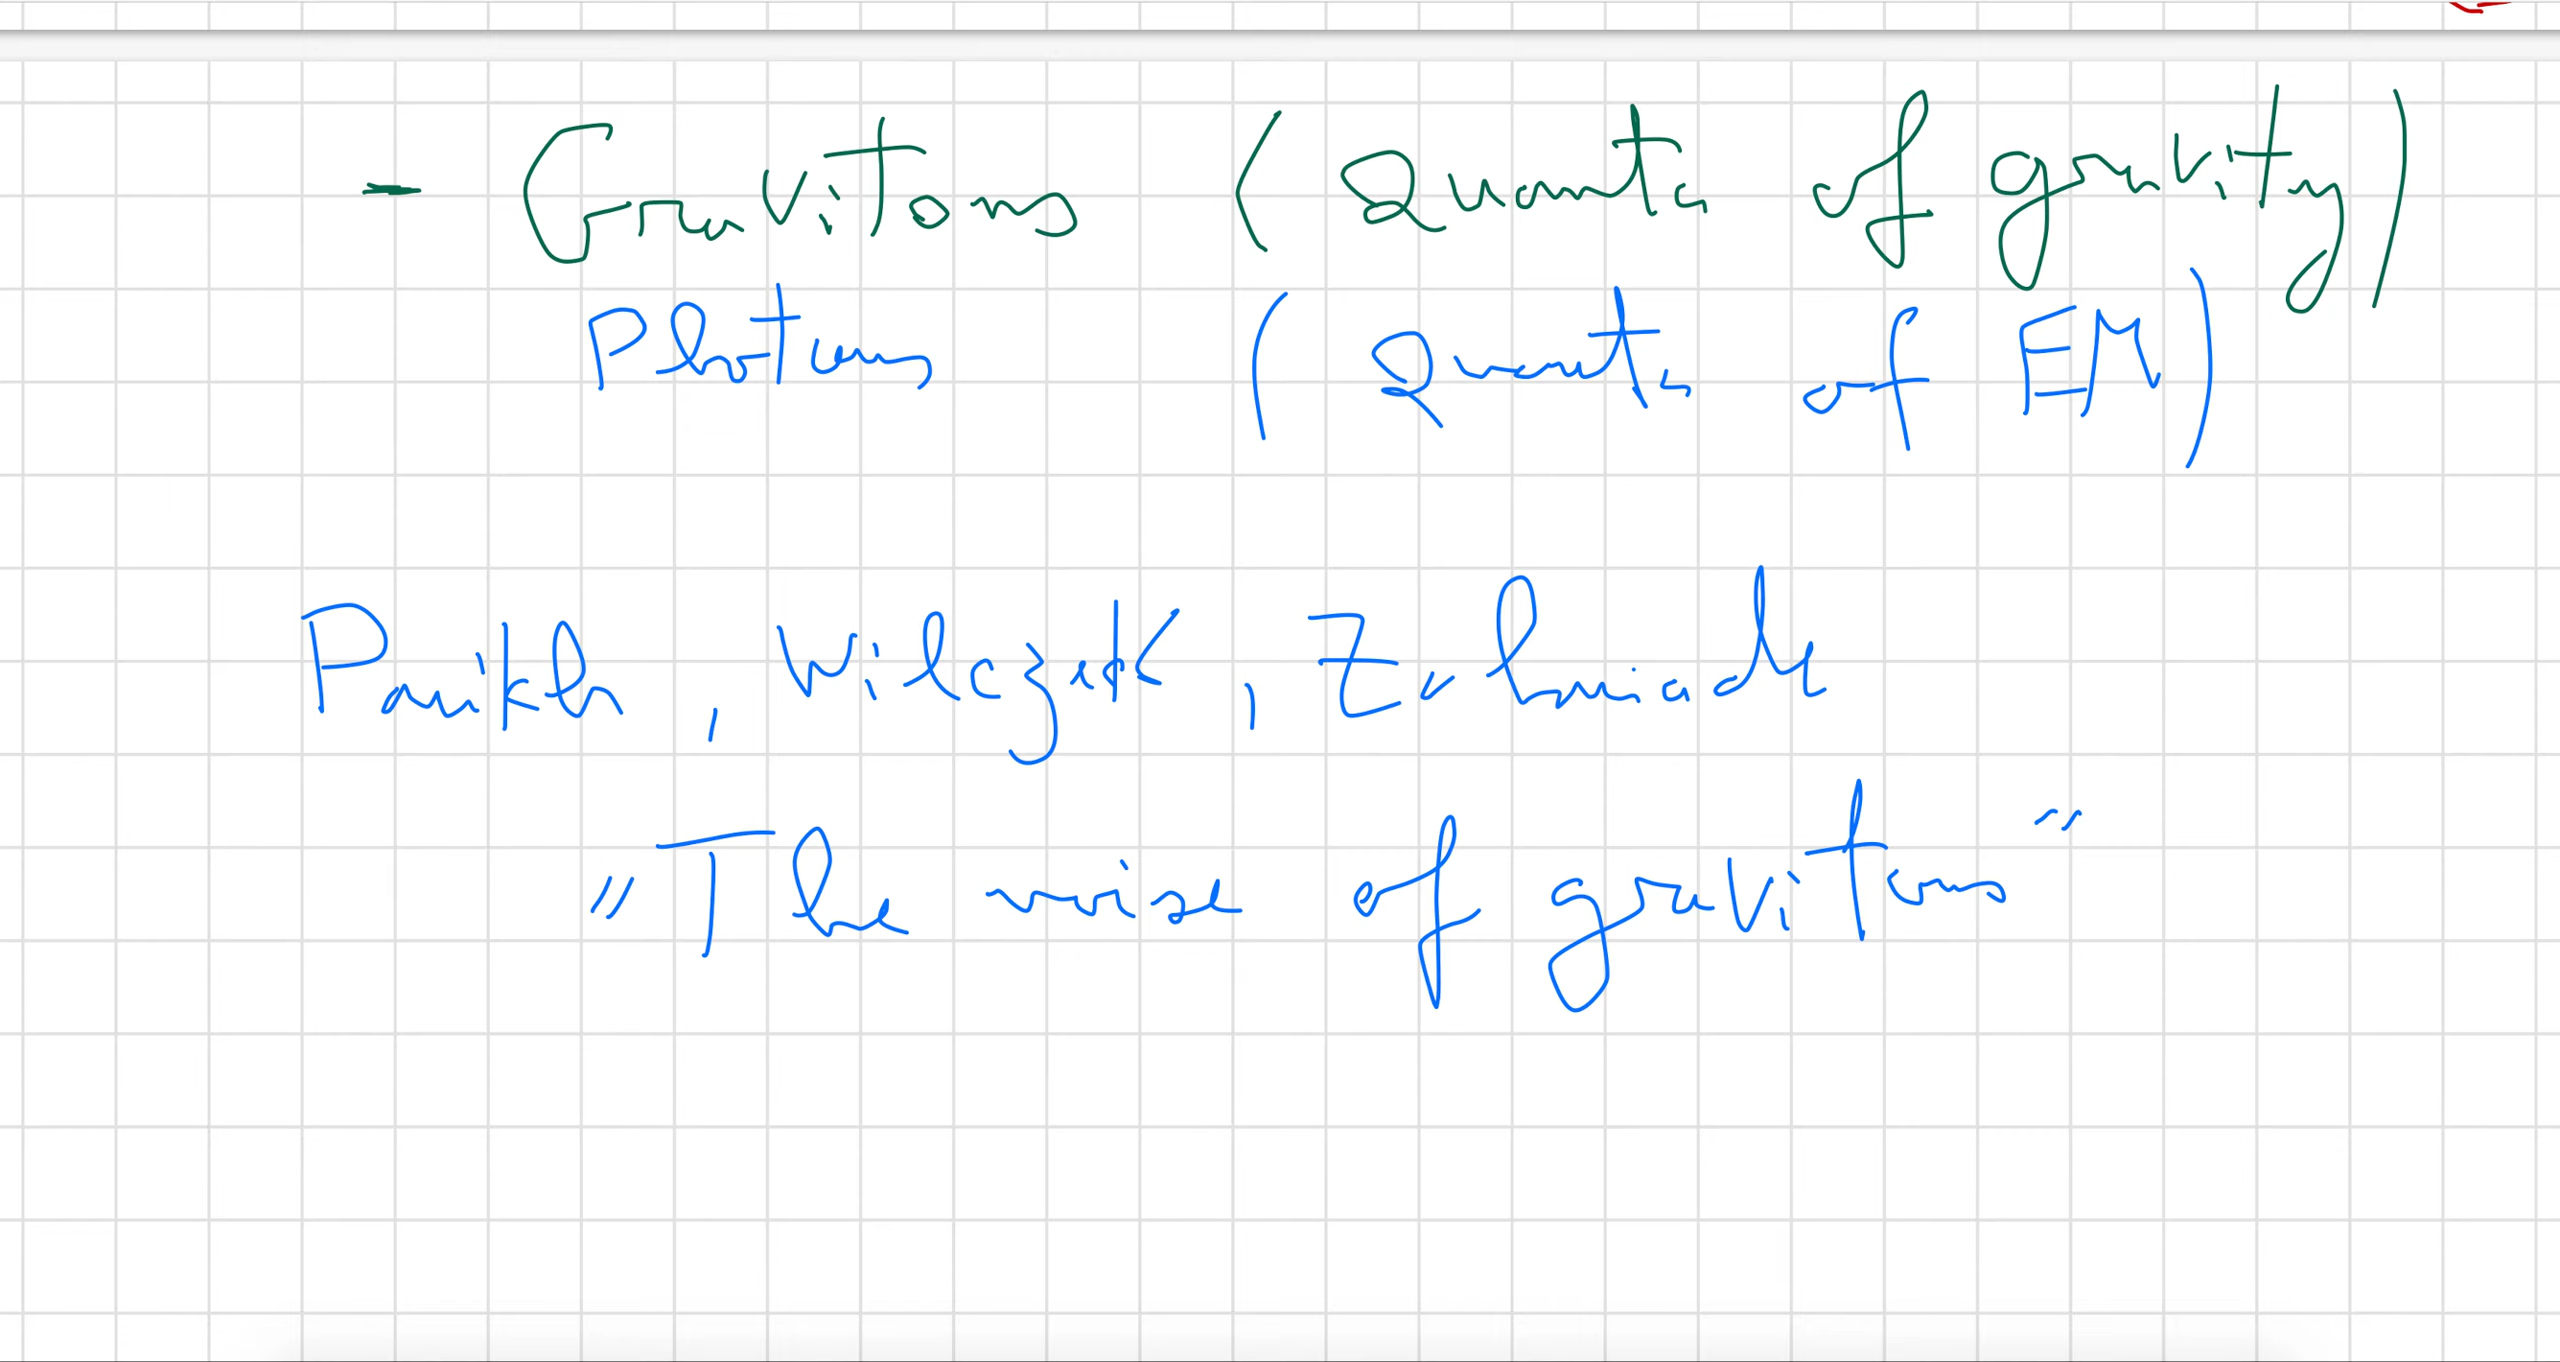 - Gravitons (Quanta of gravity)
Photons (Quanta of EM)
Parikh, Wilczek, Zahariade
"The noise of gravitons"